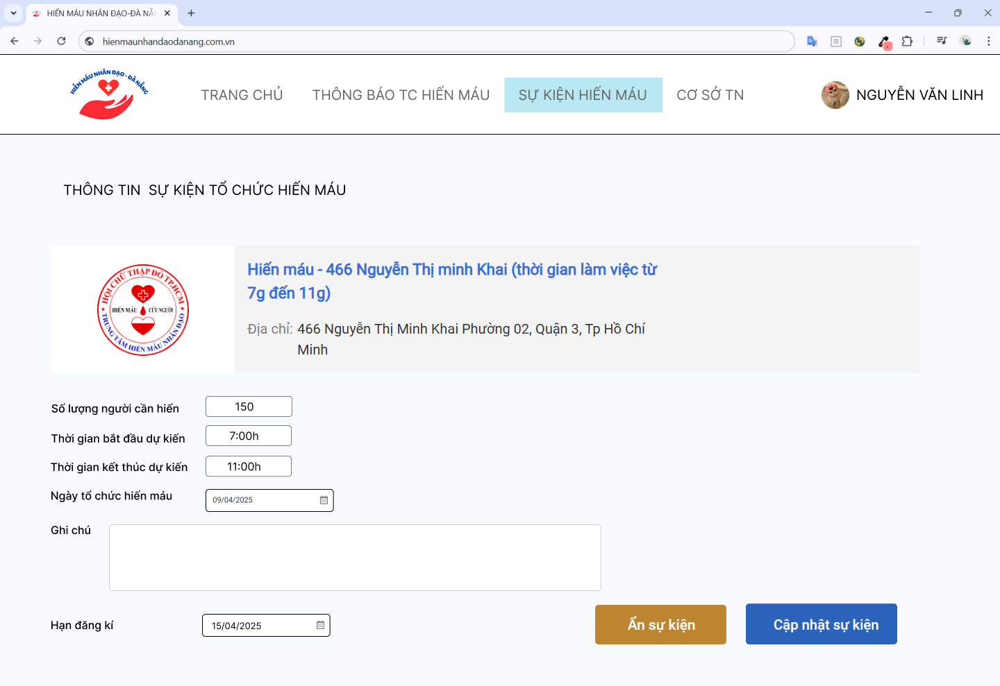 HIẾN MÁU NHÂN ĐẠO-ĐÀ NẴ
hienmaunhandaodanang.com.vn
HIẾN MÁU NHÂN ĐẠO - ĐÀ NẴNG
TRANG CHỦ
THÔNG BÁO TC HIẾN MÁU
SỰ KIỆN HIẾN MÁU
CƠ SỞ TN
NGUYỄN VĂN LINH
THÔNG TIN  SỰ KIỆN TỔ CHỨC HIẾN MÁU
HỘI CHỮ THẬP ĐỎ TP.HCM
HIẾN MÁU CỨU NGƯỜI
TRUNG TÂM HIẾN MÁU NHÂN ĐẠO
Hiến máu - 466 Nguyễn Thị minh Khai (thời gian làm việc từ
7g đến 11g)
Địa chỉ: 466 Nguyễn Thị Minh Khai Phường 02, Quận 3, Tp Hồ Chí
Minh
Số lượng người cần hiến 150
Thời gian bắt đầu dự kiến 7:00h
Thời gian kết thúc dự kiến 11:00h
Ngày tổ chức hiến máu 09/04/2025
Ghi chú
Hạn đăng kí 15/04/2025
Ẩn sự kiện
Cập nhật sự kiện